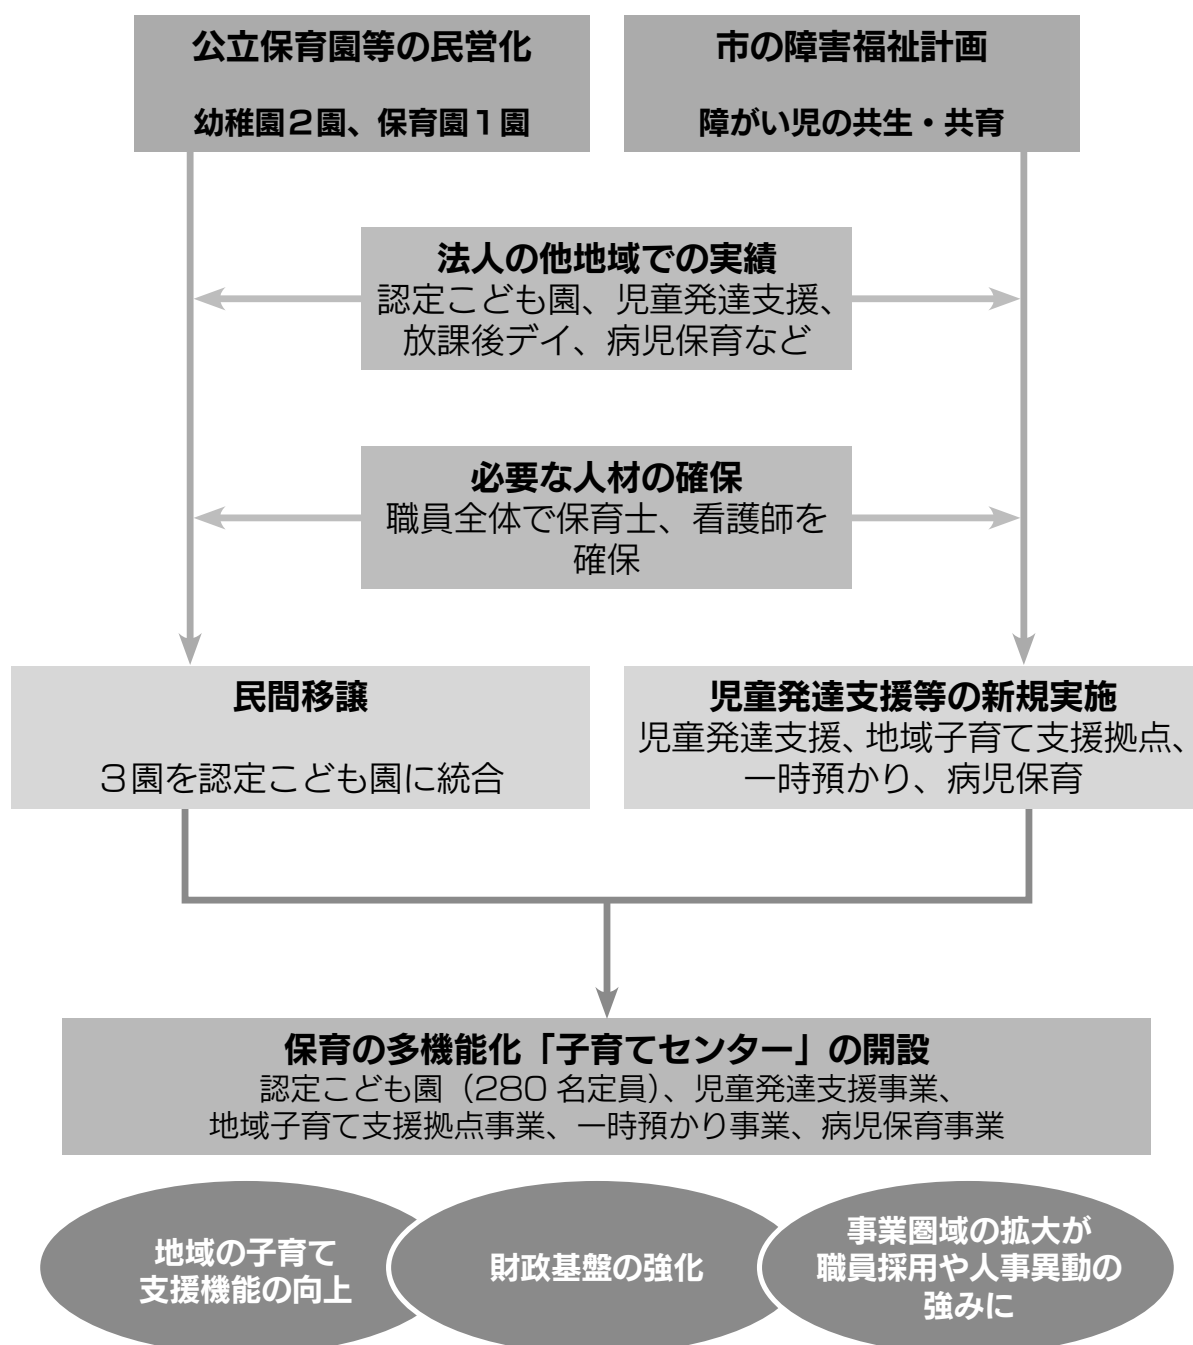 公立保育園等の民営化
幼稚園2園、保育園1園
市の障害福祉計画
障がい児の共生・共育
法人の他地域での実績
認定こども園、児童発達支援、
放課後デイ、病児保育など
必要な人材の確保
職員全体で保育士、看護師を
確保
民間移譲
3園を認定こども園に統合
児童発達支援等の新規実施
児童発達支援、地域子育て支援拠点、
一時預かり、病児保育
保育の多機能化「子育てセンター」の開設
認定こども園（280 名定員）、児童発達支援事業、
地域子育て支援拠点事業、一時預かり事業、病児保育事業
地域の子育て
支援機能の向上
財政基盤の強化
事業圏域の拡大が
職員採用や人事異動の
強みに